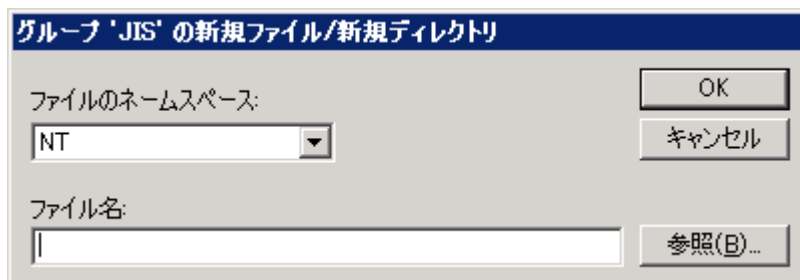 グループ 'JIS' の新規ファイル/新規ディレクトリ
ファイルのネームスペース:
NT
OK
キャンセル
ファイル名:
参照(B)...